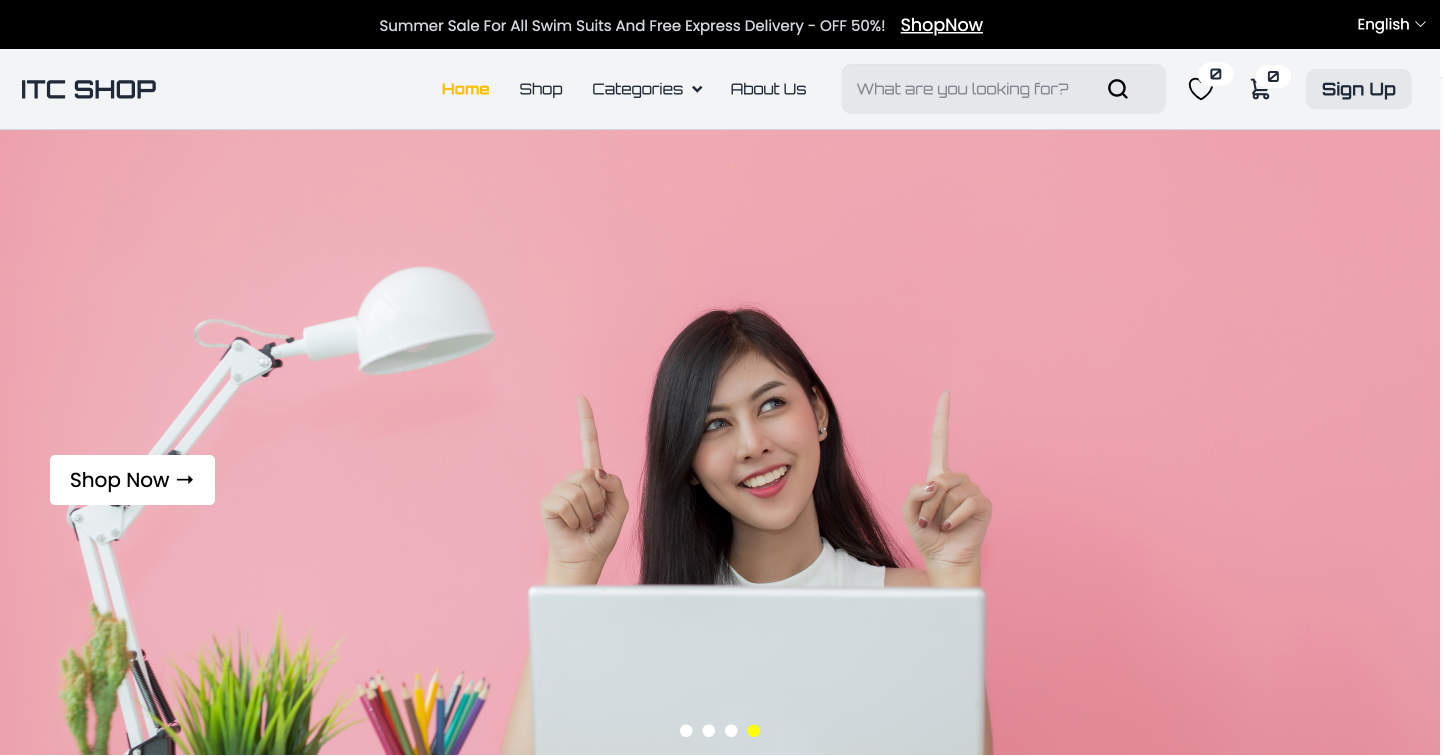 Summer Sale For All Swim Suits And Free Express Delivery - OFF 50%! ShopNow
English
ITC SHOP
Home Shop Categories About Us
What are you looking for?
0
0
Sign Up
Shop Now →